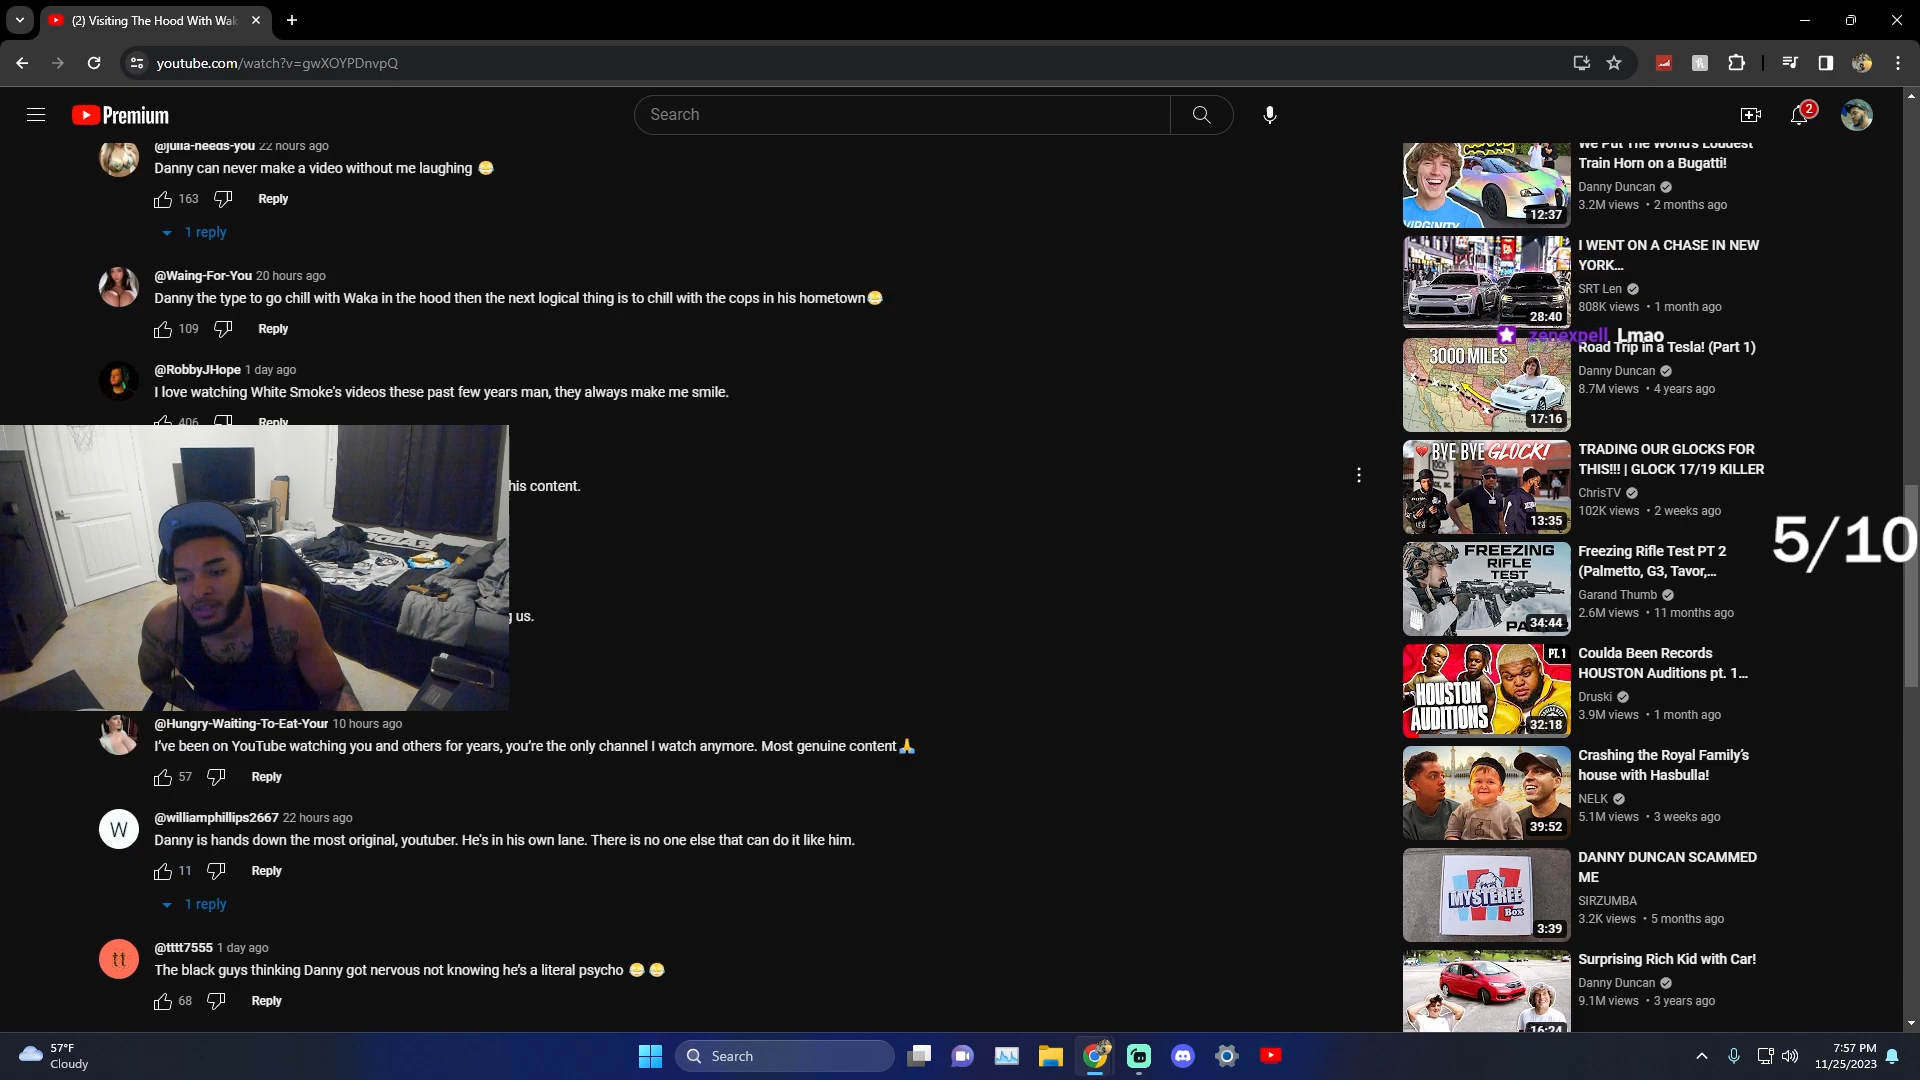 (2) Visiting The Hood With Wak
youtube.com/watch?v=gwXOYPDnvpQ
Premium
Search
2
@julia-needs-you 22 hours ago
Danny can never make a video without me laughing 😂
163 Reply
1 reply
@Waing-For-You 20 hours ago
Danny the type to go chill with Waka in the hood then the next logical thing is to chill with the cops in his hometown😂
109 Reply
@RobbyJHope 1 day ago
I love watching White Smoke's videos these past few years man, they always make me smile.
406 Reply
his content.
us.
@Hungry-Waiting-To-Eat-Your 10 hours ago
I've been on YouTube watching you and others for years, you're the only channel I watch anymore. Most genuine content🙏
57 Reply
W
@williamphillips2667 22 hours ago
Danny is hands down the most original, youtuber. He's in his own lane. There is no one else that can do it like him.
11 Reply
1 reply
tt
@tttt7555 1 day ago
The black guys thinking Danny got nervous not knowing he's a literal psycho 😂 😂
68 Reply
VIRGINITY
12:37
We Put The World's Loudest
Train Horn on a Bugatti!
Danny Duncan
3.2M views • 2 months ago
28:40
I WENT ON A CHASE IN NEW
YORK...
SRT Len
808K views • 1 month ago
zenexpell Lmao
3000 MILES
17:16
Road Trip in a Tesla! (Part 1)
Danny Duncan
8.7M views • 4 years ago
BYE BYE GLOCK!
13:35
TRADING OUR GLOCKS FOR
THIS!!! | GLOCK 17/19 KILLER
ChrisTV
102K views • 2 weeks ago
5/10
FREEZING
RIFLE
TEST
34:44
Freezing Rifle Test PT 2
(Palmetto, G3, Tavor,...
Garand Thumb
2.6M views • 11 months ago
PT.1
HOUSTON
AUDITIONS
32:18
Coulda Been Records
HOUSTON Auditions pt. 1...
Druski
3.9M views • 1 month ago
39:52
Crashing the Royal Family's
house with Hasbulla!
NELK
5.1M views • 3 weeks ago
MYSTEREE
Box
3:39
DANNY DUNCAN SCAMMED
ME
SIRZUMBA
3.2K views • 5 months ago
16:24
Surprising Rich Kid with Car!
Danny Duncan
9.1M views • 3 years ago
57°F
Cloudy
Search
7:57 PM
11/25/2023